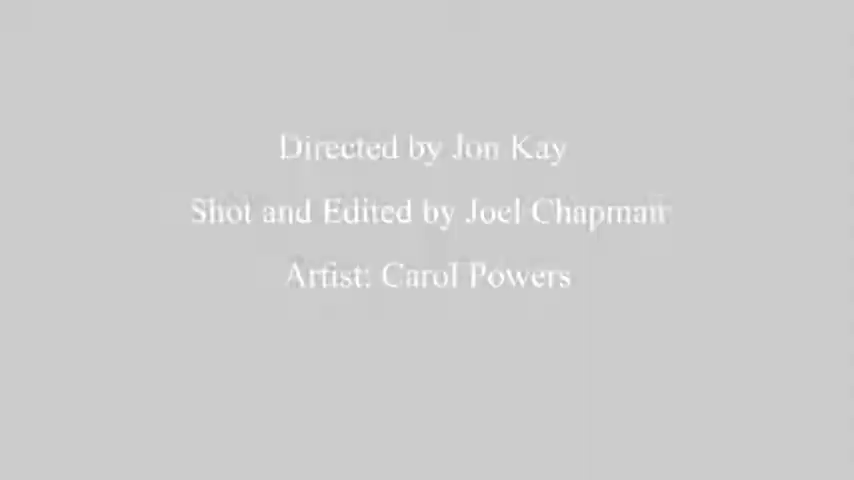 Directed by Jon Kay
Shot and Edited by Joel Chapman
Artist: Carol Powers